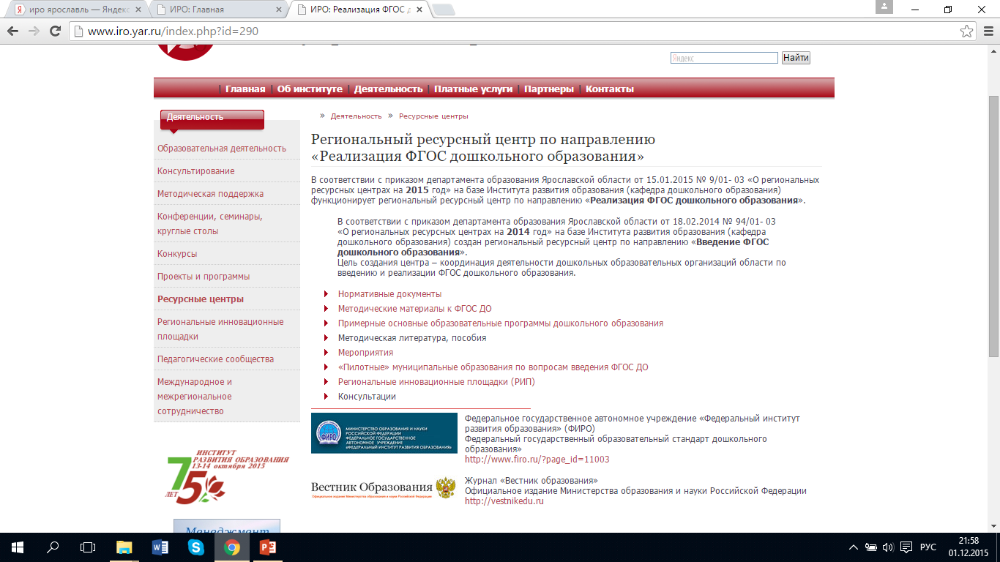 иро ярославль — Яндекс
ИРО: Главная
ИРО: Реализация ФГОС д
www.iro.yar.ru/index.php?id=290
Яндекс
Найти
Главная
Об институте
Деятельность
Платные услуги
Партнеры
Контакты
Деятельность
Образовательная деятельность
Консультирование
Методическая поддержка
Конференции, семинары,
круглые столы
Конкурсы
Проекты и программы
Ресурсные центры
Региональные инновационные
площадки
Педагогические сообщества
Международное и
межрегиональное
сотрудничество
ИНСТИТУТ
РАЗВИТИЯ ОБРАЗОВАНИЯ
13-14 октября 2015
75
ЛЕТ
Менеджмент
» Деятельность » Ресурсные центры
Региональный ресурсный центр по направлению
«Реализация ФГОС дошкольного образования»
В соответствии с приказом департамента образования Ярославской области от 15.01.2015 № 9/01- 03 «О региональных
ресурсных центрах на 2015 год» на базе Института развития образования (кафедра дошкольного образования)
функционирует региональный ресурсный центр по направлению «Реализация ФГОС дошкольного образования».
В соответствии с приказом департамента образования Ярославской области от 18.02.2014 № 94/01- 03
«О региональных ресурсных центрах на 2014 год» на базе Института развития образования (кафедра
дошкольного образования) создан региональный ресурсный центр по направлению «Введение ФГОС
дошкольного образования».
Цель создания центра – координация деятельности дошкольных образовательных организаций области по
введению и реализации ФГОС дошкольного образования.
Нормативные документы
Методические материалы к ФГОС ДО
Примерные основные образовательные программы дошкольного образования
Методическая литература, пособия
Мероприятия
«Пилотные» муниципальные образования по вопросам введения ФГОС ДО
Региональные инновационные площадки (РИП)
Консультации
ФИРО
МИНИСТЕРСТВО ОБРАЗОВАНИЯ И НАУКИ
РОССИЙСКОЙ ФЕДЕРАЦИИ
ФЕДЕРАЛЬНОЕ ГОСУДАРСТВЕННОЕ
АВТОНОМНОЕ УЧРЕЖДЕНИЕ
«ФЕДЕРАЛЬНЫЙ ИНСТИТУТ РАЗВИТИЯ ОБРАЗОВАНИЯ»
Федеральное государственное автономное учреждение «Федеральный институт
развития образования» (ФИРО)
Федеральный государственный образовательный стандарт дошкольного
образования»
http://www.firo.ru/?page_id=11003
Вестник Образования
Официальное издание Министерства образования и науки Российской Федерации
Журнал «Вестник образования»
Официальное издание Министерства образования и науки Российской Федерации
http://vestnikedu.ru
РУС
21:58
01.12.2015